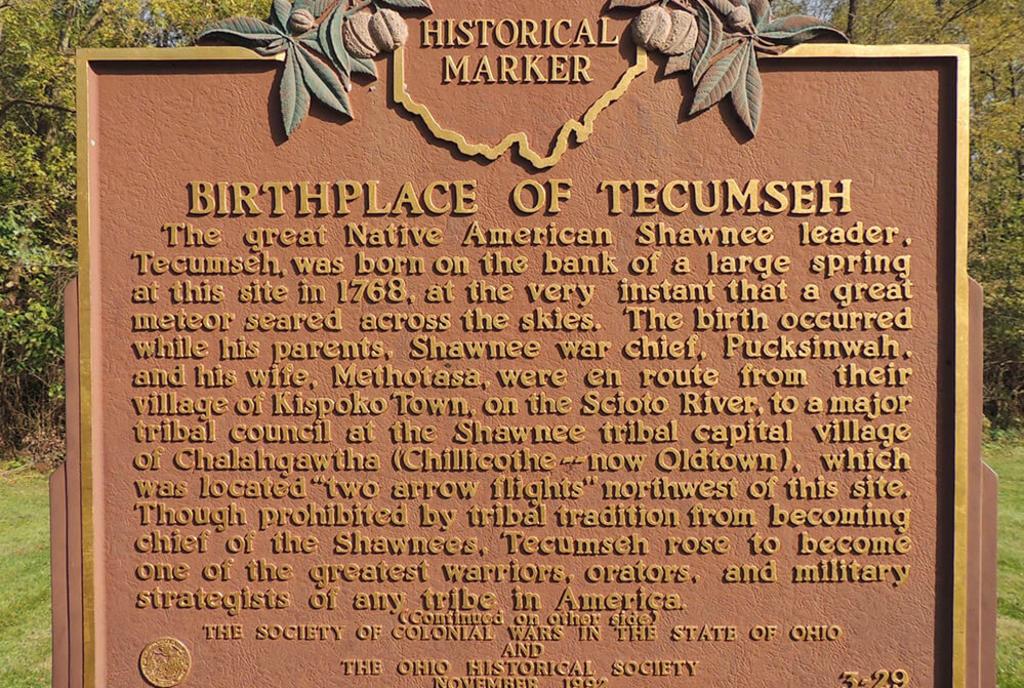 HISTORICAL
MARKER
BIRTHPLACE OF TECUMSEH
The great Native American Shawnee leader,
Tecumseh, was born on the bank of a large spring
at this site in 1768, at the very instant that a great
meteor seared across the skies. The birth occurred
while his parents, Shawnee war chief, Pucksinwah,
and his wife, Methotasa, were en route from their
village of Kispoko Town, on the Scioto River, to a major
tribal council at the Shawnee tribal capital village
of Chalahgawtha (Chillicothe -- now Oldtown), which
was located "two arrow flights" northwest of this site.
Though prohibited by tribal tradition from becoming
chief of the Shawnees, Tecumseh rose to become
one of the greatest warriors, orators, and military
strategists of any tribe in America.
(Continued on other side)
THE SOCIETY OF COLONIAL WARS IN THE STATE OF OHIO
AND
THE OHIO HISTORICAL SOCIETY
NOVEMBER 1992
3-29